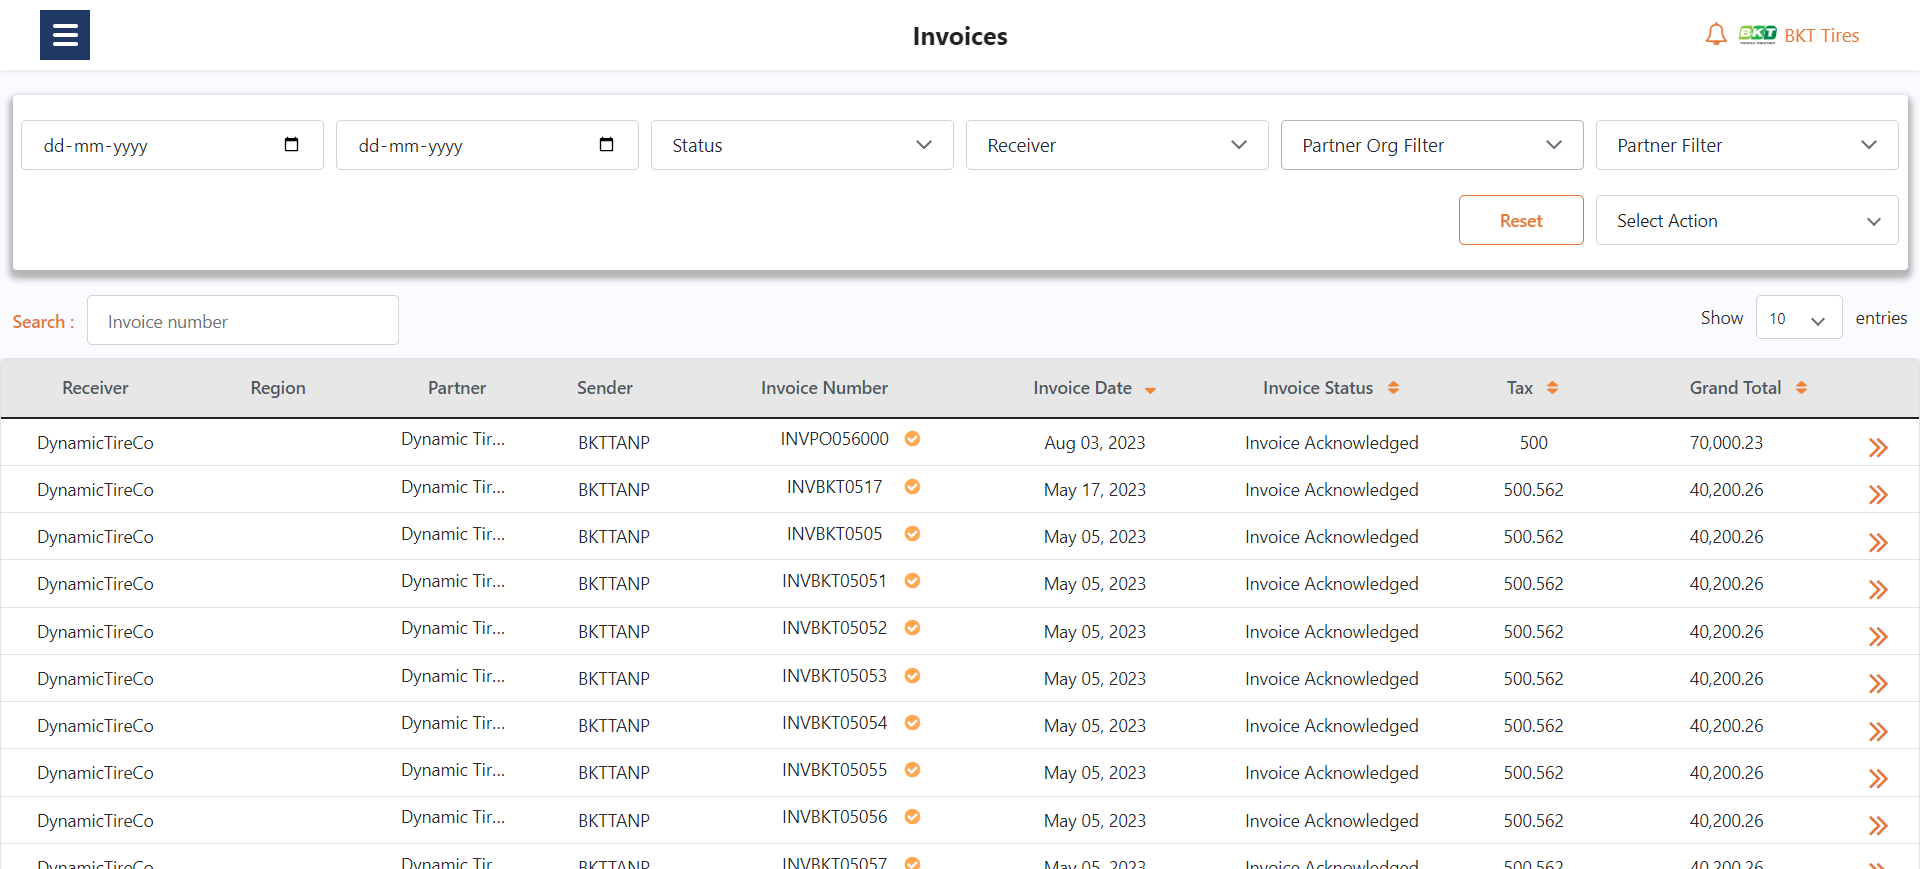 Invoices
BKT BKT Tires
dd-mm-yyyy dd-mm-yyyy Status Receiver Partner Org Filter Partner Filter
Reset Select Action
Search : Invoice number Show 10 entries
Receiver Region Partner Sender Invoice Number Invoice Date Invoice Status Tax Grand Total
DynamicTireCo Dynamic Tir... BKTTANP INVPO056000 Aug 03, 2023 Invoice Acknowledged 500 70,000.23
DynamicTireCo Dynamic Tir... BKTTANP INVBKT0517 May 17, 2023 Invoice Acknowledged 500.562 40,200.26
DynamicTireCo Dynamic Tir... BKTTANP INVBKT0505 May 05, 2023 Invoice Acknowledged 500.562 40,200.26
DynamicTireCo Dynamic Tir... BKTTANP INVBKT05051 May 05, 2023 Invoice Acknowledged 500.562 40,200.26
DynamicTireCo Dynamic Tir... BKTTANP INVBKT05052 May 05, 2023 Invoice Acknowledged 500.562 40,200.26
DynamicTireCo Dynamic Tir... BKTTANP INVBKT05053 May 05, 2023 Invoice Acknowledged 500.562 40,200.26
DynamicTireCo Dynamic Tir... BKTTANP INVBKT05054 May 05, 2023 Invoice Acknowledged 500.562 40,200.26
DynamicTireCo Dynamic Tir... BKTTANP INVBKT05055 May 05, 2023 Invoice Acknowledged 500.562 40,200.26
DynamicTireCo Dynamic Tir... BKTTANP INVBKT05056 May 05, 2023 Invoice Acknowledged 500.562 40,200.26
DynamicTireCo Dynamic Tir BKTTANP INVBKT05057 May 05, 2023 Invoice Acknowledged 500.562 40,200.26